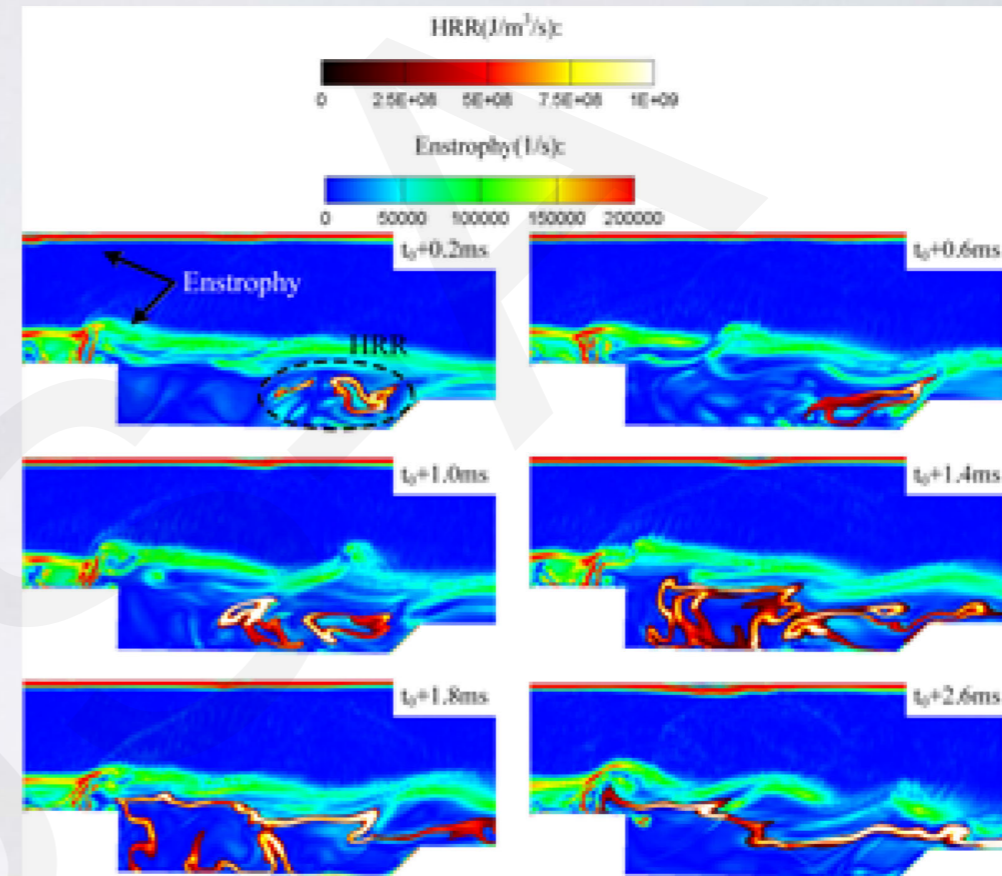 HRR(J/m³/s):
0 2.5E+08 5E+08 7.5E+08 1E+09
Enstrophy(1/s):
0 50000 100000 150000 200000
t₀+0.2ms
t₀+0.6ms
Enstrophy
HRR
t₀+1.0ms
t₀+1.4ms
t₀+1.8ms
t₀+2.6ms